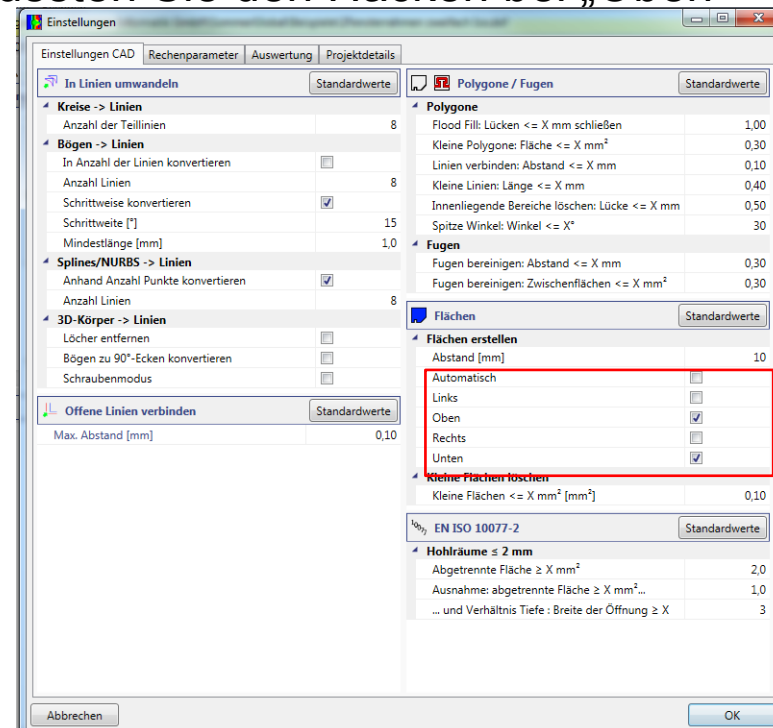 den Haken bei „Oben
Einstellungen
Einstellungen CAD Rechenparameter Auswertung Projektdetails
In Linien umwandeln Standardwerte
Kreise -> Linien
Anzahl der Teillinien 8
Bögen -> Linien
In Anzahl der Linien konvertieren
Anzahl Linien 8
Schrittweise konvertieren
Schrittweite [°] 15
Mindestlänge [mm] 1,0
Splines/NURBS -> Linien
Anhand Anzahl Punkte konvertieren
Anzahl Linien 8
3D-Körper -> Linien
Löcher entfernen
Bögen zu 90°-Ecken konvertieren
Schraubenmodus
Offene Linien verbinden Standardwerte
Max. Abstand [mm] 0,10
Polygone / Fugen Standardwerte
Polygone
Flood Fill: Lücken <= X mm schließen 1,00
Kleine Polygone: Fläche <= X mm² 0,30
Linien verbinden: Abstand <= X mm 0,10
Kleine Linien: Länge <= X mm 0,40
Innenliegende Bereiche löschen: Lücke <= X mm 0,50
Spitze Winkel: Winkel <= X° 30
Fugen
Fugen bereinigen: Abstand <= X mm 0,30
Fugen bereinigen: Zwischenflächen <= X mm² 0,30
Flächen Standardwerte
Flächen erstellen
Abstand [mm] 10
Automatisch
Links
Oben
Rechts
Unten
Kleine Flächen löschen
Kleine Flächen <= X mm² [mm²] 0,10
EN ISO 10077-2 Standardwerte
Hohlräume ≤ 2 mm
Abgetrennte Fläche ≥ X mm² 2,0
Ausnahme: abgetrennte Fläche ≥ X mm²... 1,0
... und Verhältnis Tiefe : Breite der Öffnung ≥ X 3
Abbrechen OK